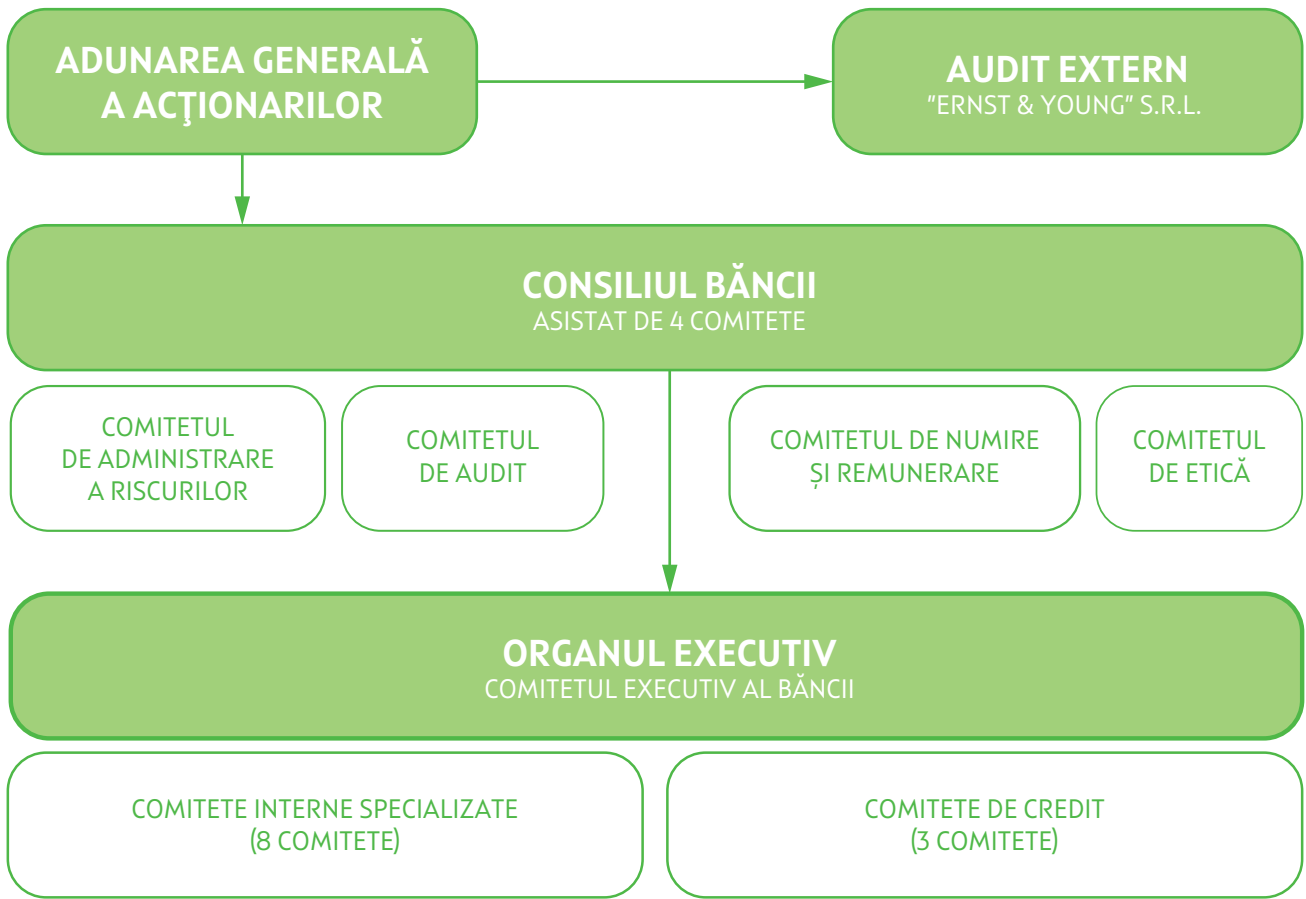 ADUNAREA GENERALĂ
A ACŢIONARILOR
AUDIT EXTERN
"ERNST & YOUNG" S.R.L.
CONSILIUL BĂNCII
ASISTAT DE 4 COMITETE
COMITETUL
DE ADMINISTRARE
A RISCURILOR
COMITETUL
DE AUDIT
COMITETUL DE NUMIRE
ȘI REMUNERARE
COMITETUL
DE ETICĂ
ORGANUL EXECUTIV
COMITETUL EXECUTIV AL BĂNCII
COMITETE INTERNE SPECIALIZATE
(8 COMITETE)
COMITETE DE CREDIT
(3 COMITETE)